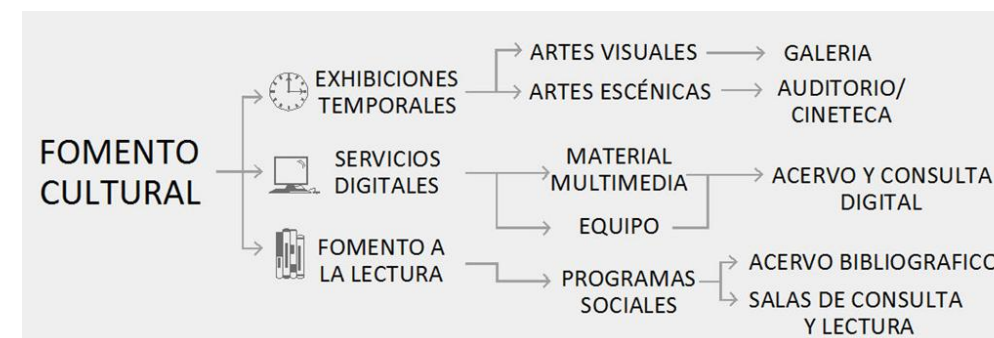 FOMENTO
CULTURAL
EXHIBICIONES
TEMPORALES
ARTES VISUALES
GALERIA
ARTES ESCÉNICAS
AUDITORIO/
CINETECA
SERVICIOS
DIGITALES
MATERIAL
MULTIMEDIA
EQUIPO
ACERVO Y CONSULTA
DIGITAL
FOMENTO A
LA LECTURA
PROGRAMAS
SOCIALES
ACERVO BIBLIOGRAFICO
SALAS DE CONSULTA
Y LECTURA